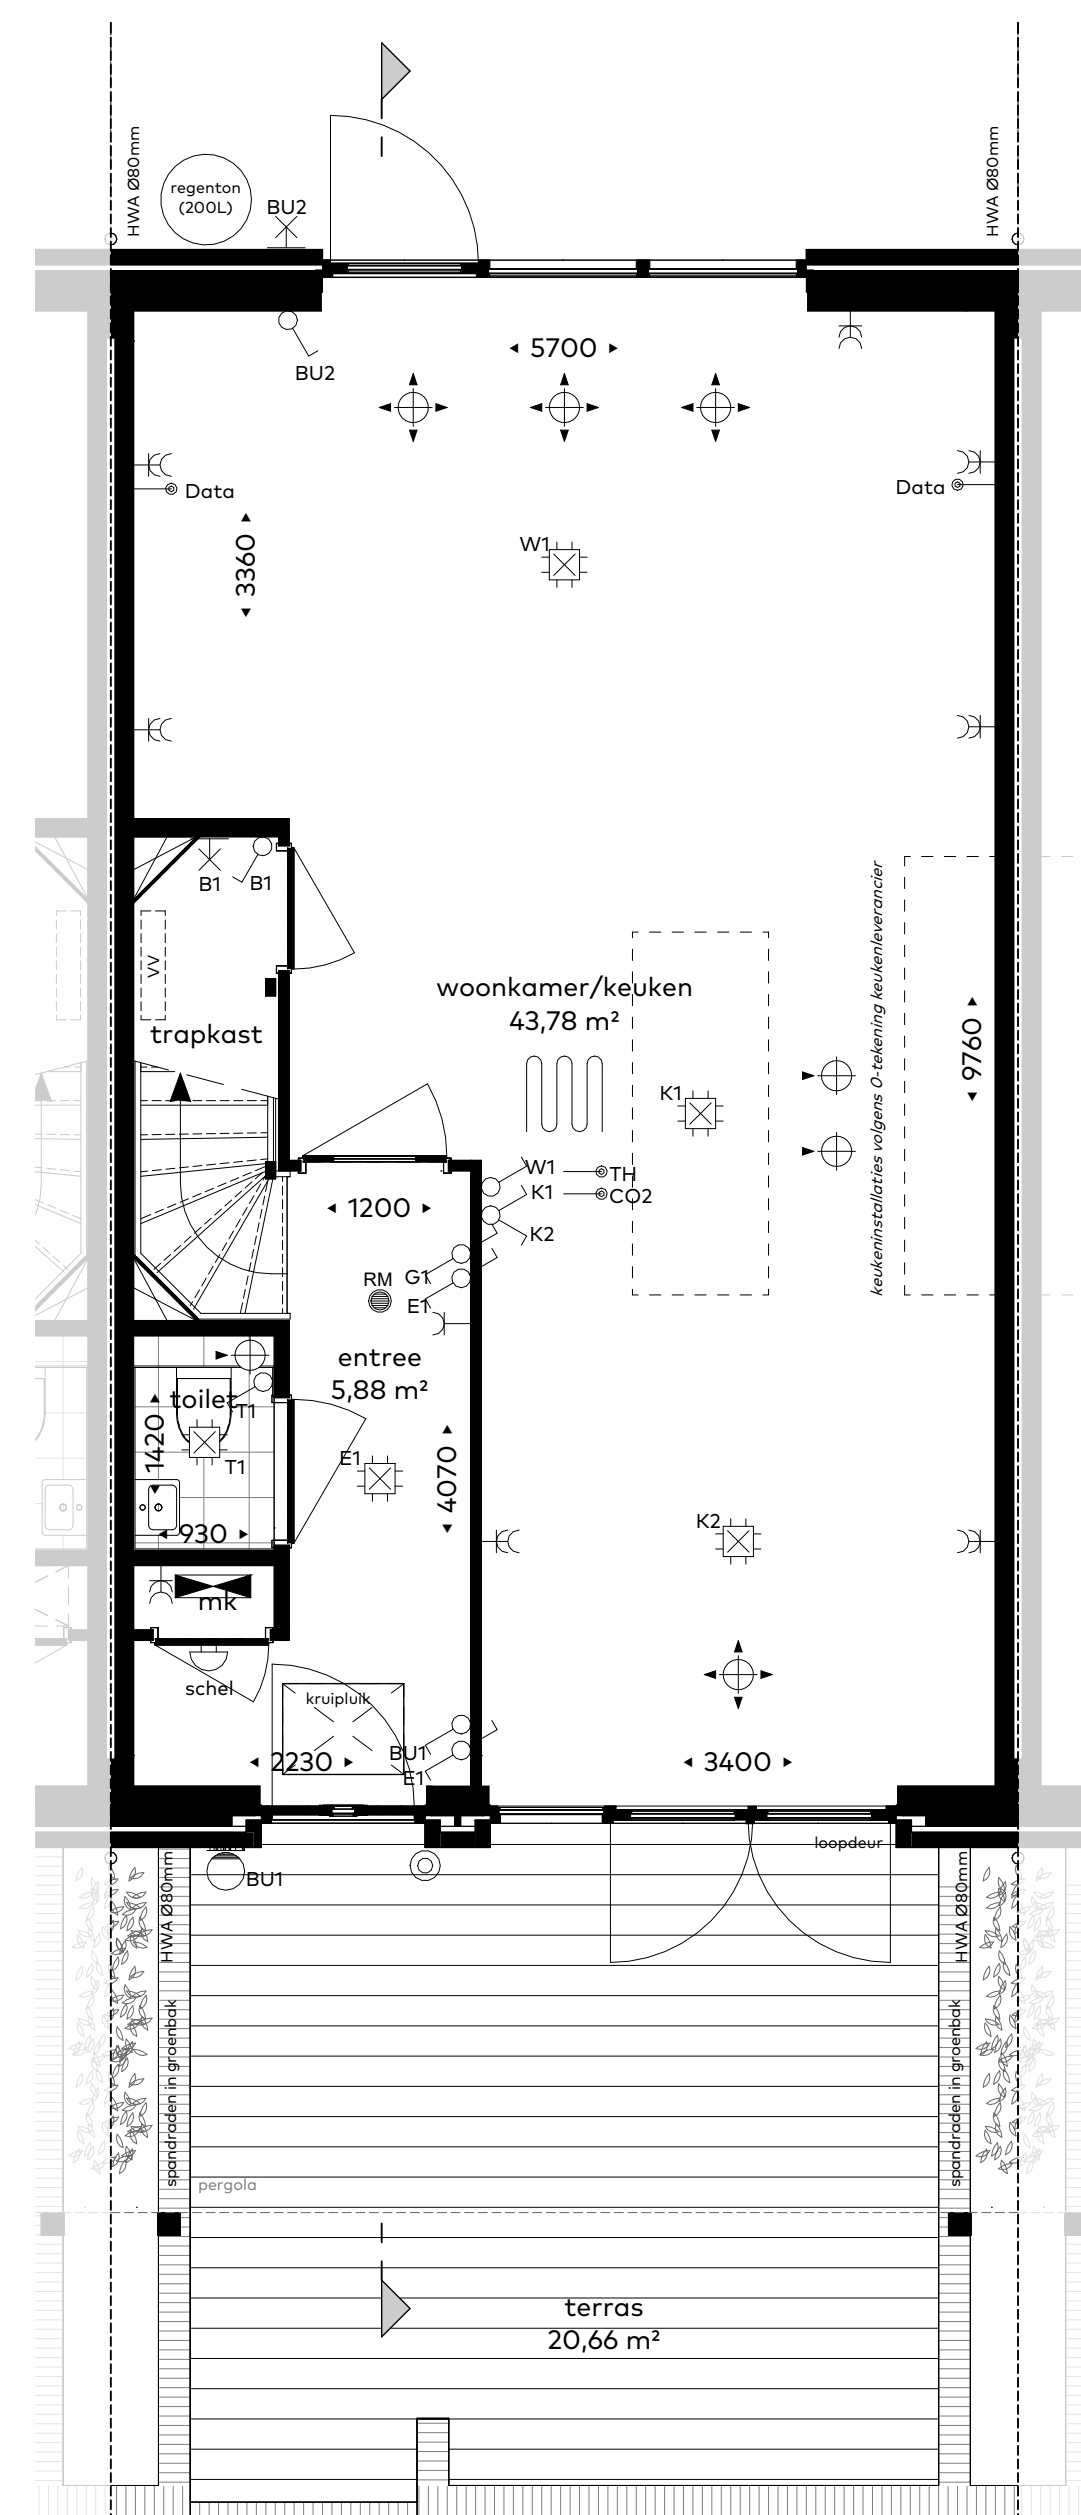 HWA Ø80mm
HWA Ø80mm
regenton
(200L)
BU2
BU2
5700
Data
Data
3360
W1
B1
B1
VV
trapkast
woonkamer/keuken
43,78 m²
keukeninstallaties volgens 0-tekening keukenleverancier
9760
K1
W1
TH
K1
CO2
K2
1200
RM
G1
E1
entree
5,88 m²
toilet
T1
1420
T1
E1
4070
930
K2
mk
schel
kruipluik
BU1
E1
2230
3400
loopdeur
BU1
HWA Ø80mm
HWA Ø80mm
spandraden in groenbak
spandraden in groenbak
pergola
terras
20,66 m²